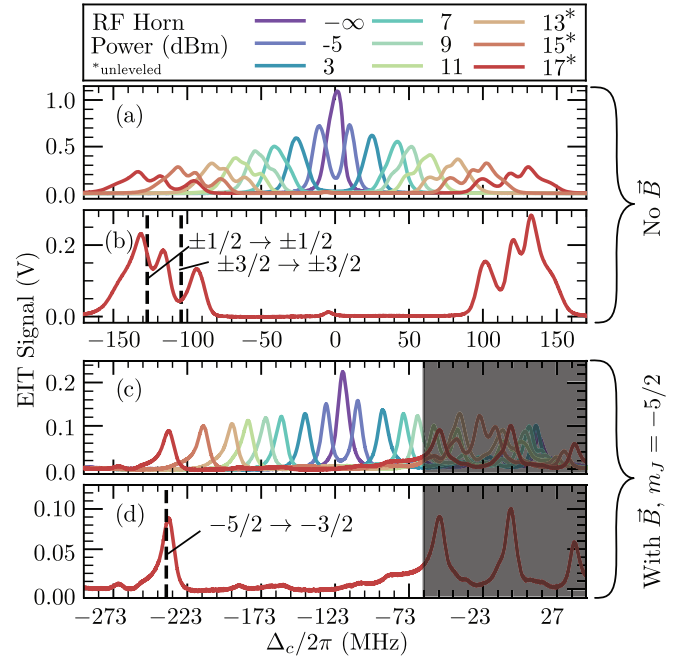 RF Horn
Power (dBm)
*unleveled
−∞ 7 13*
-5 9 15*
3 11 17*
(a)
1.0
0.5
0.0
(b)
±1/2 → ±1/2
±3/2 → ±3/2
0.2
0.0
−150 −100 −50 0 50 100 150
No B⃗
EIT Signal (V)
(c)
0.2
0.1
0.0
(d)
−5/2 → −3/2
0.10
0.05
0.00
−273 −223 −173 −123 −73 −23 27
Δc/2π (MHz)
With B⃗, mJ = −5/2